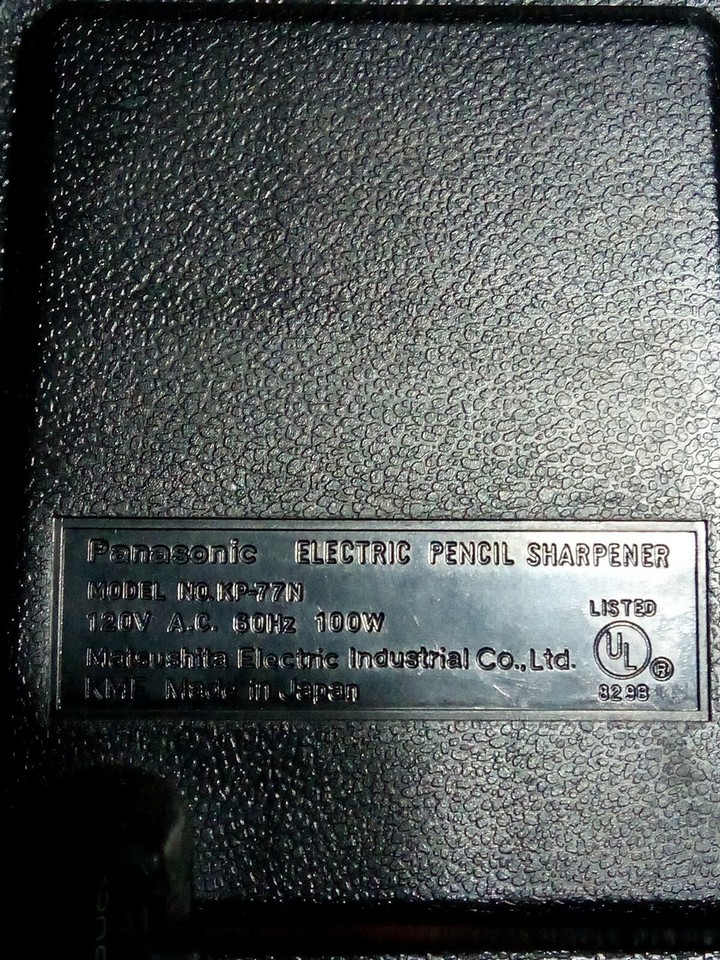 Panasonic ELECTRIC PENCIL SHARPENER
MODEL NO. KP-77N
120V A.C. 60Hz 100W
Matsushita Electric Industrial Co., Ltd.
KMF Made in Japan
LISTED
UL ®